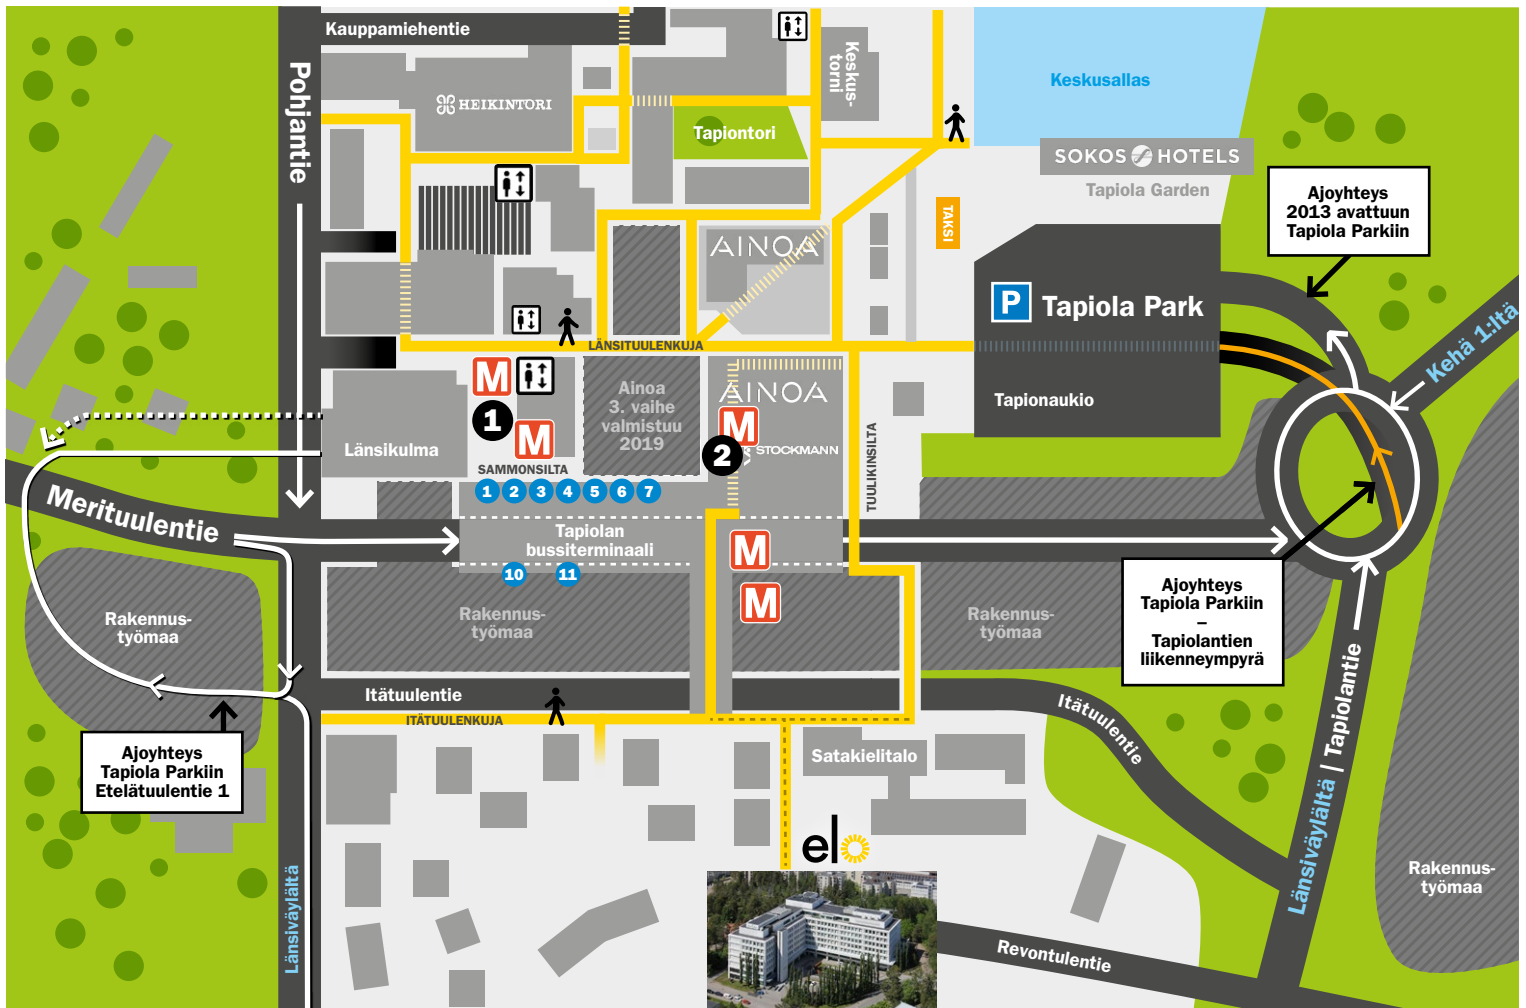 Kauppamiehentie
Pohjantie
HEIKINTORI
Keskus-
torni
Tapiontori
Keskusallas
SOKOS HOTELS
Tapiola Garden
TAKSI
Ajoyhteys
2013 avattuun
Tapiola Parkiin
AINOA
P Tapiola Park
Kehä 1:ltä
LÄNSITUULENKUJA
M
1
M
Ainoa
3. vaihe
valmistuu
2019
AINOA
M
2
STOCKMANN
Tapionaukio
TUULIKINSILTA
Länsikulma
SAMMONSILTA
1 2 3 4 5 6 7
Merituulentie
Tapiolan
bussiterminaali
10 11
M
M
Rakennus-
työmaa
Rakennus-
työmaa
Rakennus-
työmaa
Ajoyhteys
Tapiola Parkiin
–
Tapiolantien
liikenneympyrä
Itätuulentie
ITÄTUULENKUJA
Itätuulentie
Länsiväylältä | Tapiolantie
Ajoyhteys
Tapiola Parkiin
Etelätuulentie 1
Satakielitalo
elo
Länsiväylältä
Rakennus-
työmaa
Revontulentie